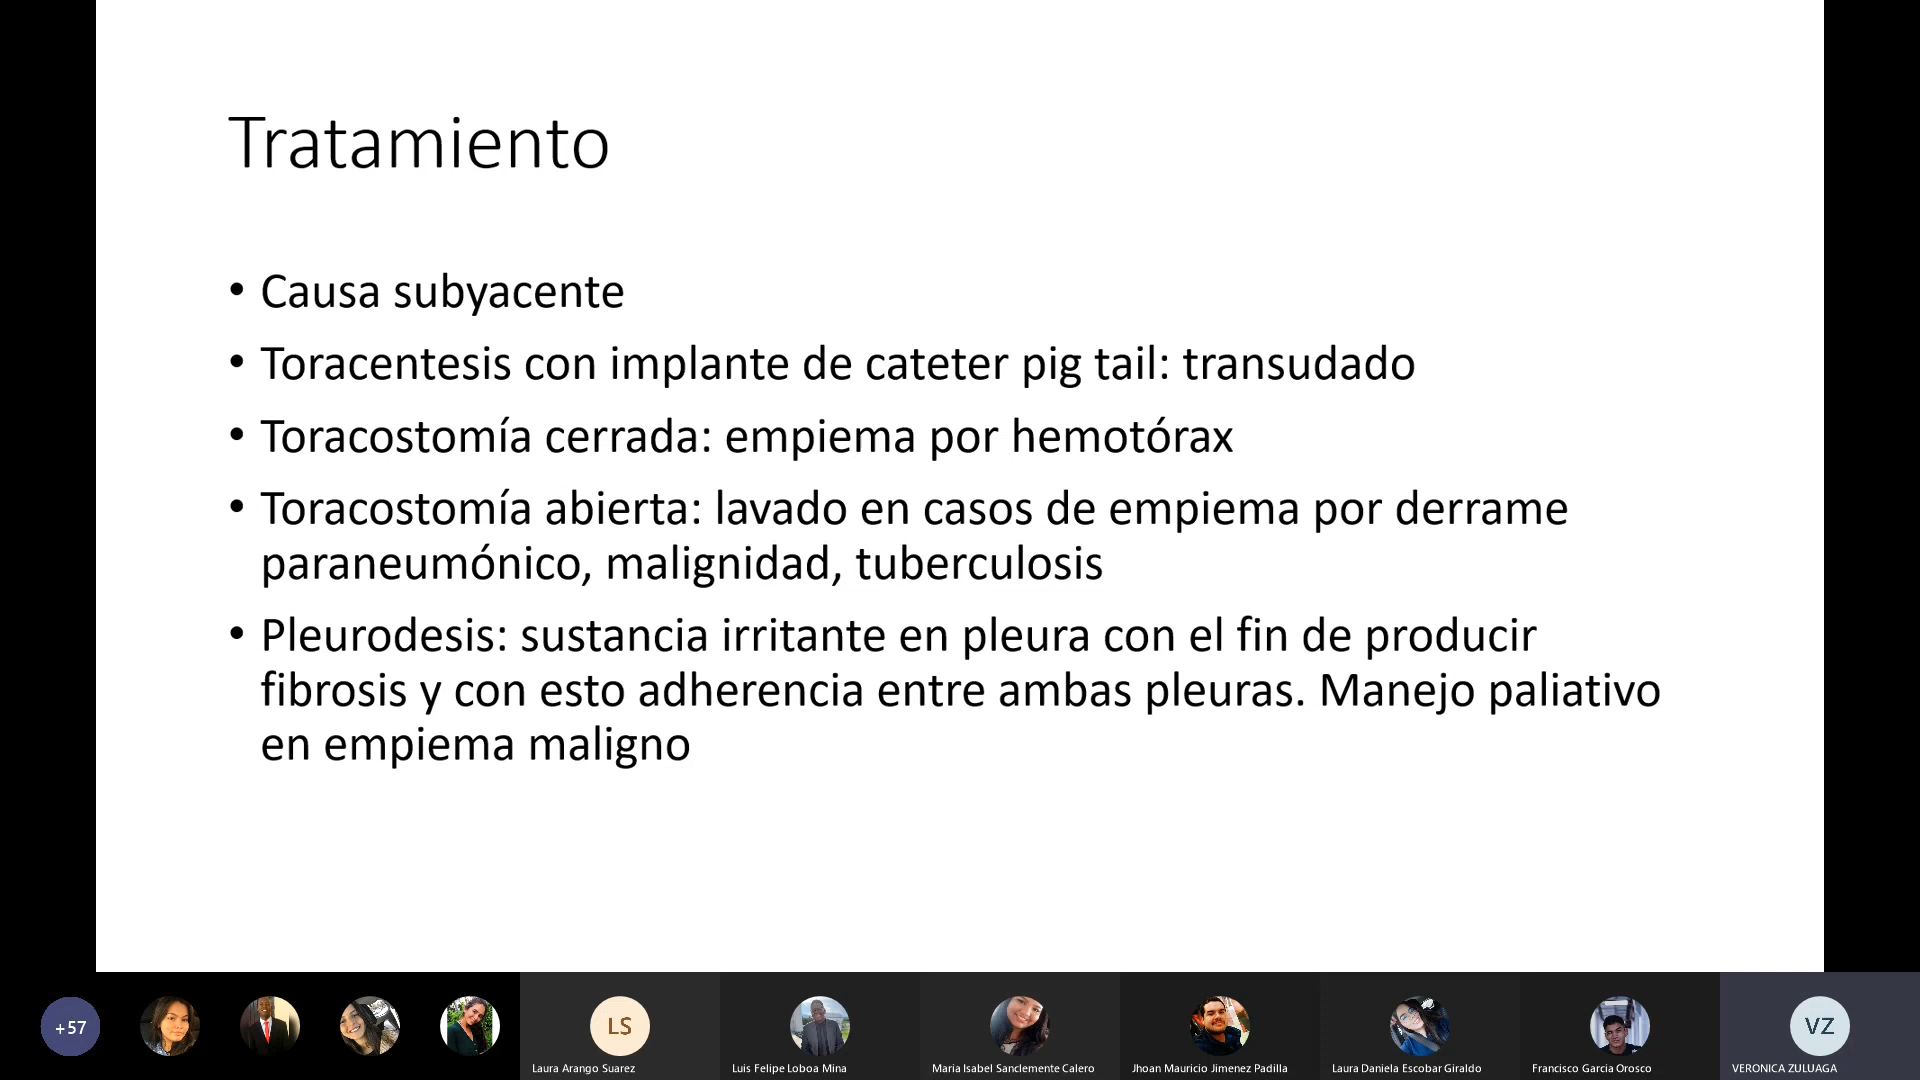 Tratamiento
• Causa subyacente
• Toracentesis con implante de cateter pig tail: transudado
• Toracostomía cerrada: empiema por hemotórax
• Toracostomía abierta: lavado en casos de empiema por derrame
paraneumónico, malignidad, tuberculosis
• Pleurodesis: sustancia irritante en pleura con el fin de producir
fibrosis y con esto adherencia entre ambas pleuras. Manejo paliativo
en empiema maligno
+57
LS
VZ
Laura Arango Suarez
Luis Felipe Loboa Mina
Maria Isabel Sanclemente Calero
Jhoan Mauricio Jimenez Padilla
Laura Daniela Escobar Giraldo
Francisco Garcia Orosco
VERONICA ZULUAGA